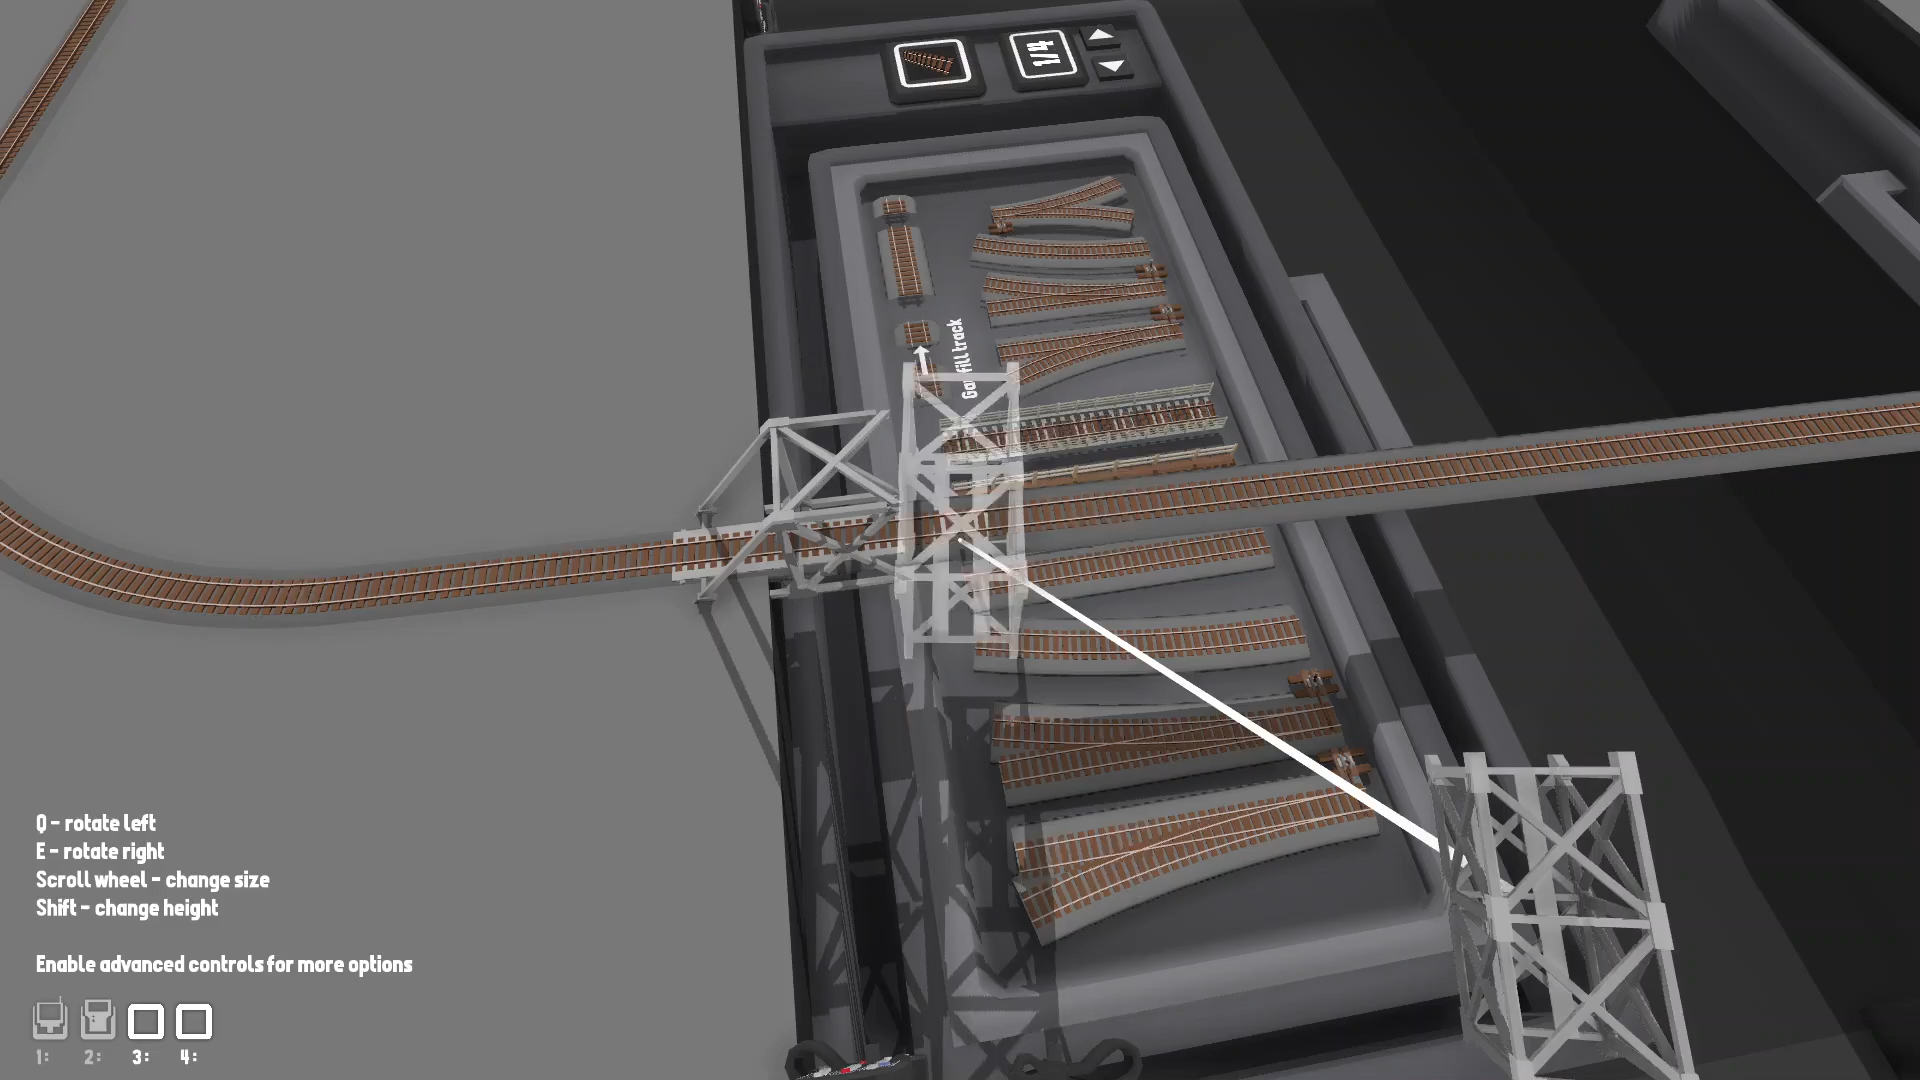 1/4
Gap fill track
Q - rotate left
E - rotate right
Scroll wheel - change size
Shift - change height
Enable advanced controls for more options
1: 2: 3: 4: